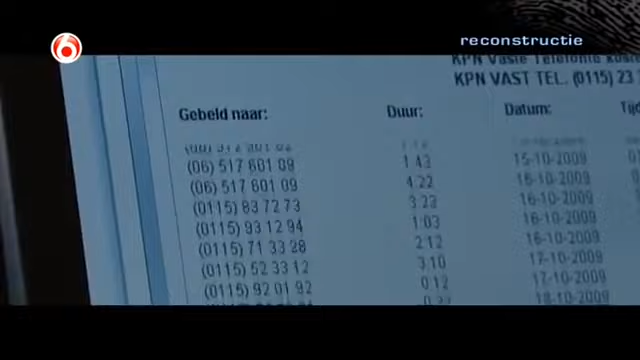 6
reconstructie
KPN Vaste Telefonie
KPN VAST TEL. (0115) 23
Gebeld naar: Duur: Datum:
(06) 517 601 09 1:43 15-10-2009
(06) 517 601 09 4:22 16-10-2009
(0115) 83 72 73 3:23 16-10-2009
(0115) 93 12 94 1:03 16-10-2009
(0115) 71 33 28 2:12 16-10-2009
(0115) 52 33 12 3:10 17-10-2009
(0115) 92 01 92 0:12 17-10-2009
18-10-2009